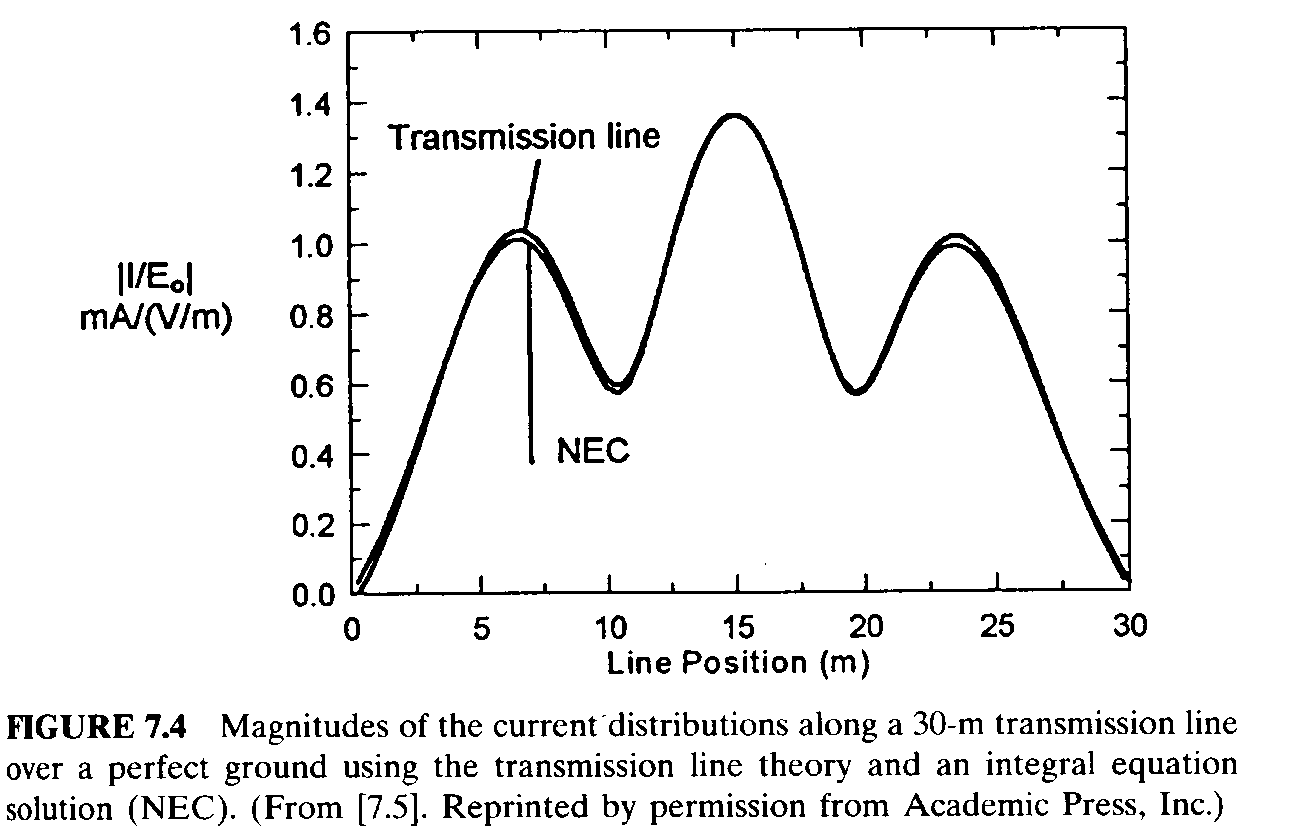 1.6
1.4
Transmission line
1.2
1.0
|I/Eₒ|
mA/(V/m)
0.8
0.6
NEC
0.4
0.2
0.0
0 5 10 15 20 25 30
Line Position (m)
FIGURE 7.4 Magnitudes of the current distributions along a 30-m transmission line
over a perfect ground using the transmission line theory and an integral equation
solution (NEC). (From [7.5]. Reprinted by permission from Academic Press, Inc.)